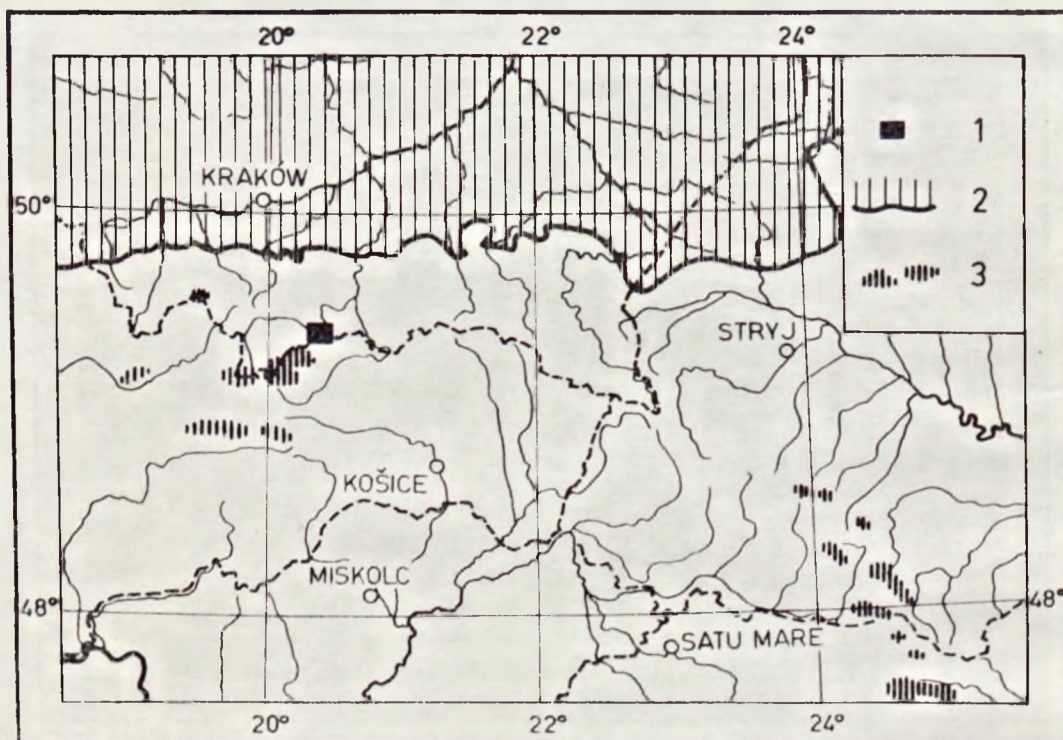 20° 22° 24°
1
KRAKÓW
50°
2
3
STRYJ
KOŠICE
MISKOLC
48° 48°
SATU MARE
20° 22° 24°